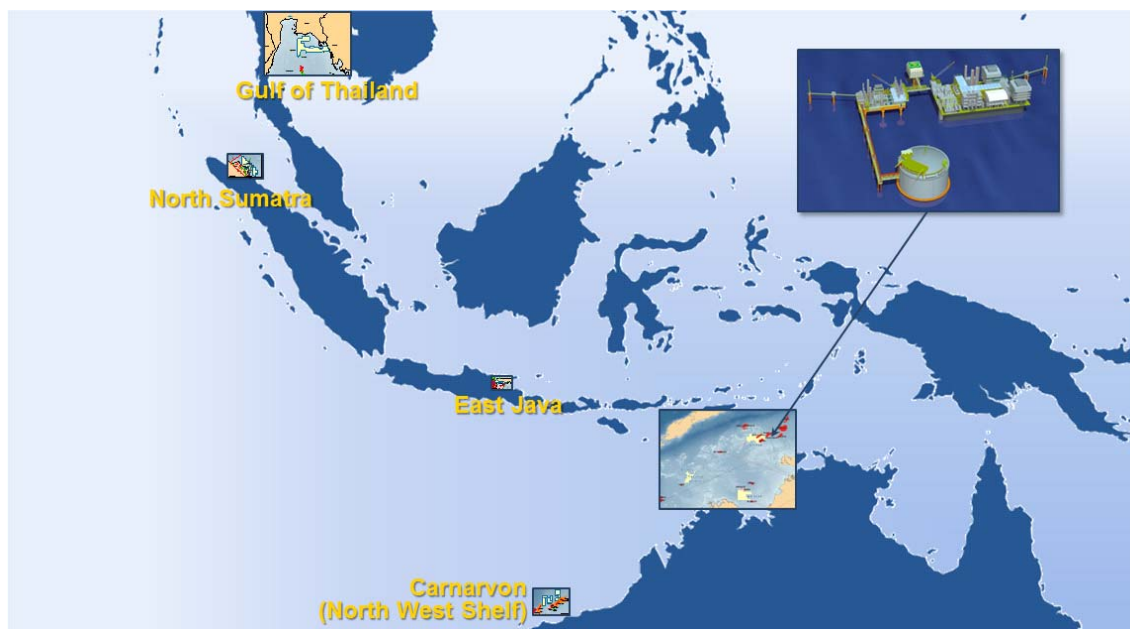 Gulf of Thailand
North Sumatra
East Java
Carnarvon
(North West Shelf)